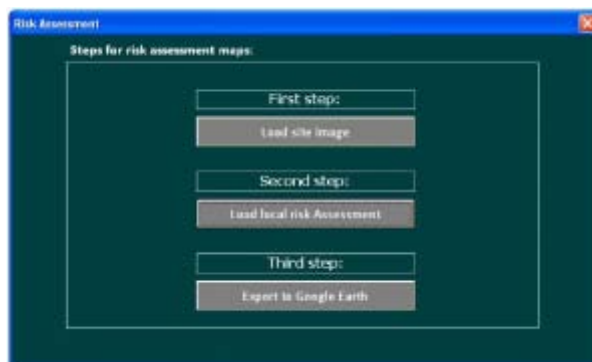 Risk Assessment
Steps for risk assessment maps:
First step:
Load site image
Second step:
Load local risk Assessment
Third step:
Export to Google Earth